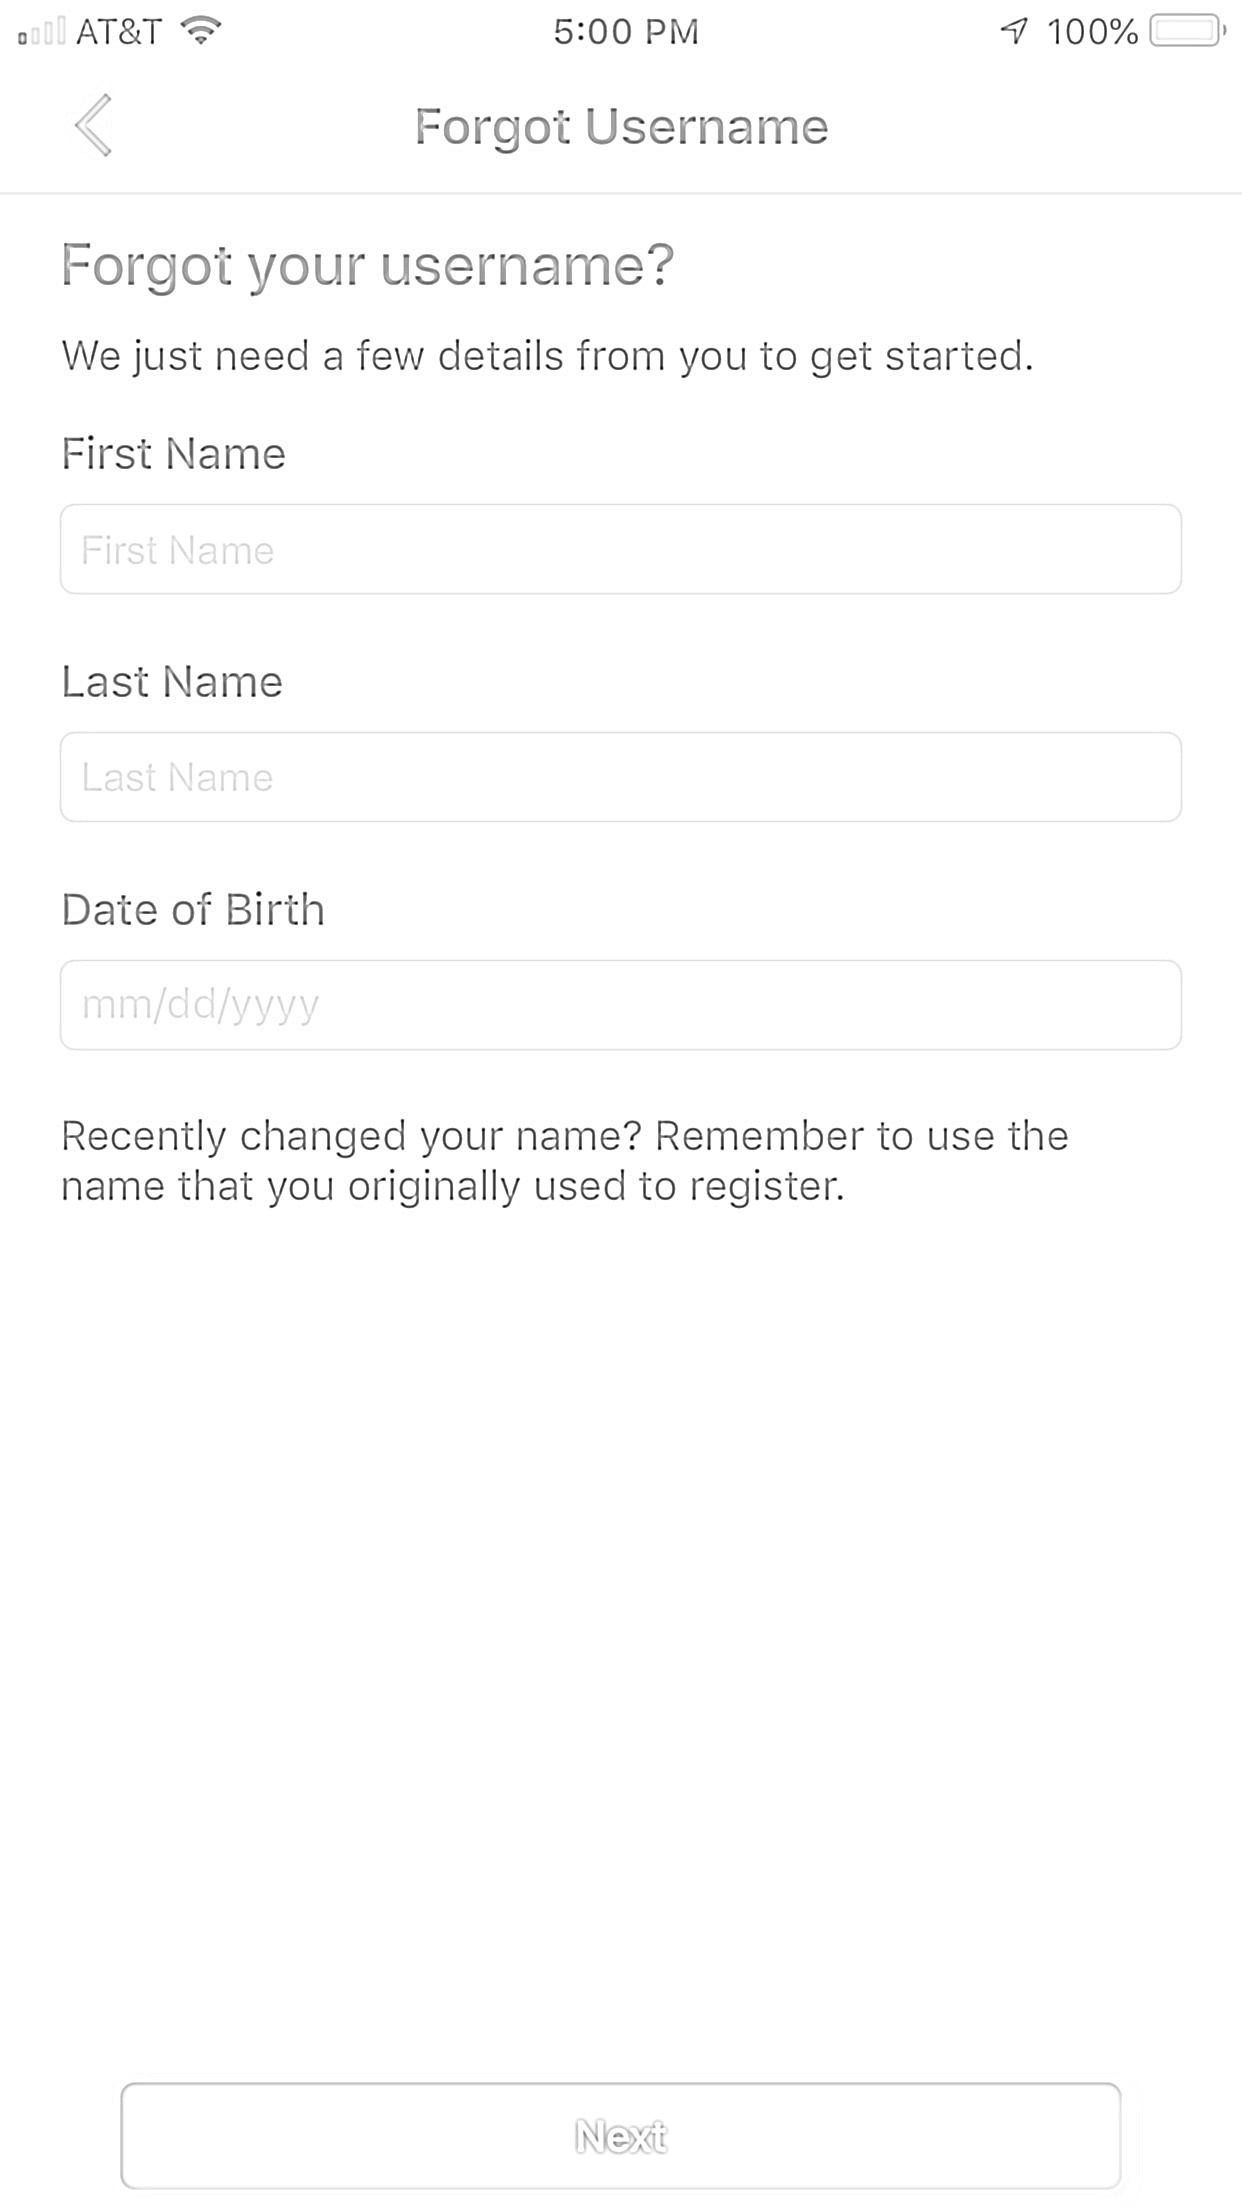 AT&T 5:00 PM 100%
Forgot Username
Forgot your username?
We just need a few details from you to get started.
First Name
First Name
Last Name
Last Name
Date of Birth
mm/dd/yyyy
Recently changed your name? Remember to use the
name that you originally used to register.
Next